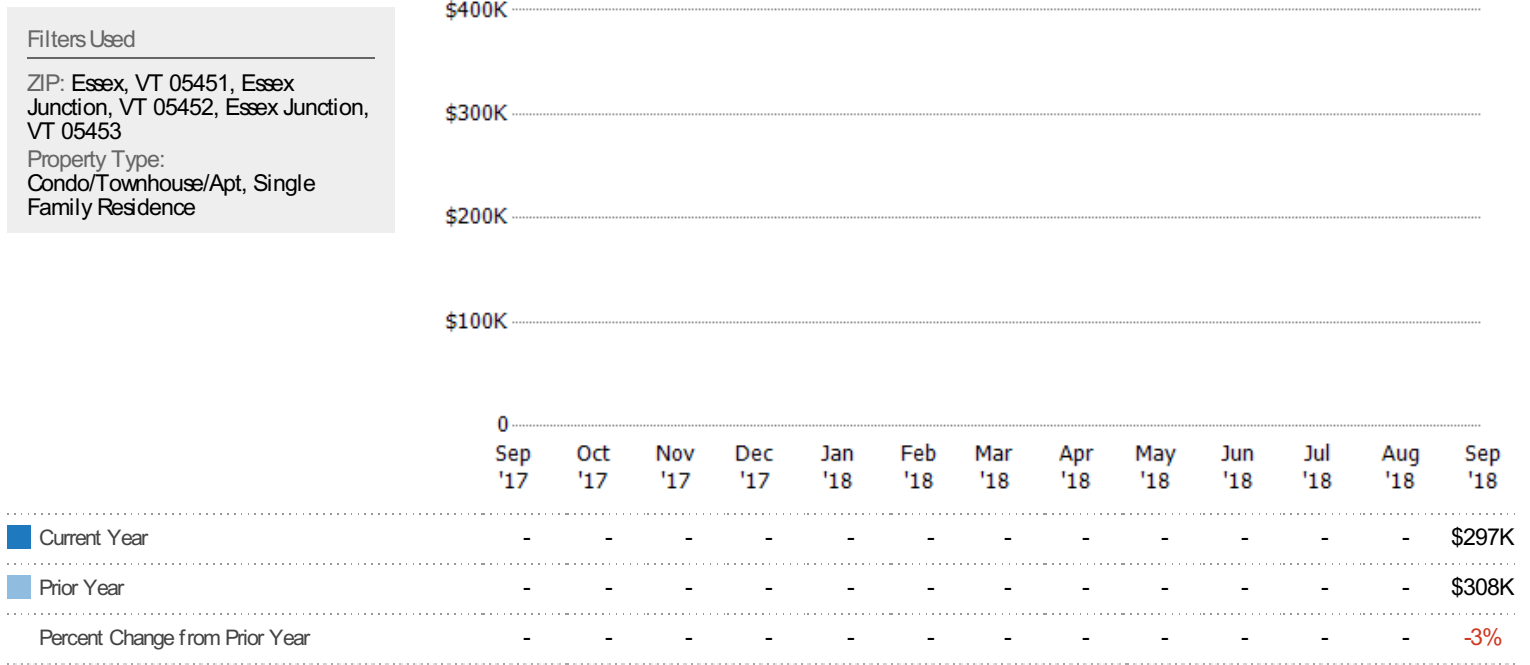 Filters Used
ZIP: Essex, VT 05451, Essex
Junction, VT 05452, Essex Junction,
VT 05453
Property Type:
Condo/Townhouse/Apt, Single
Family Residence
$400K
$300K
$200K
$100K
0
Sep '17 Oct '17 Nov '17 Dec '17 Jan '18 Feb '18 Mar '18 Apr '18 May '18 Jun '18 Jul '18 Aug '18 Sep '18
Current Year - - - - - - - - - - - - $297K
Prior Year - - - - - - - - - - - - $308K
Percent Change from Prior Year - - - - - - - - - - - - -3%